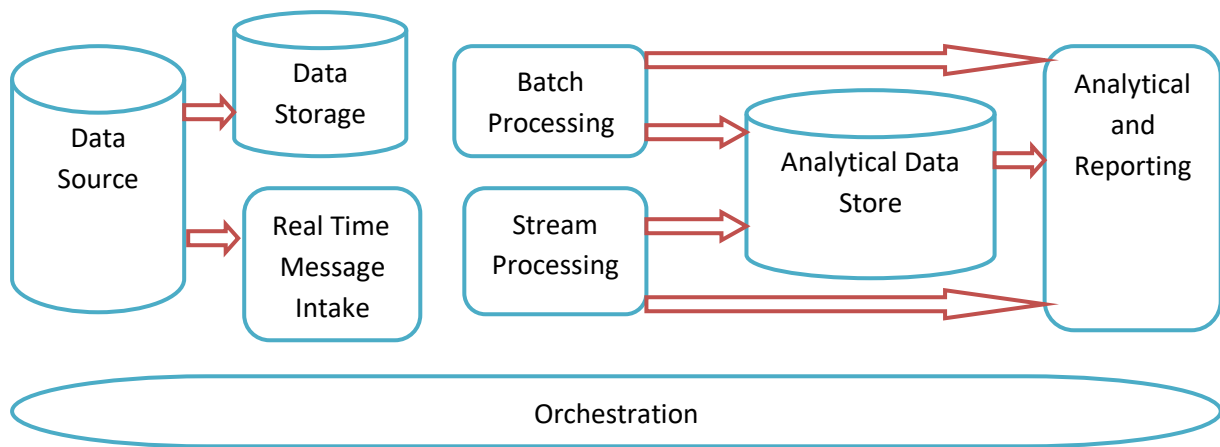 Data
Source
Data
Storage
Real Time
Message
Intake
Batch
Processing
Stream
Processing
Analytical Data
Store
Analytical
and
Reporting
Orchestration